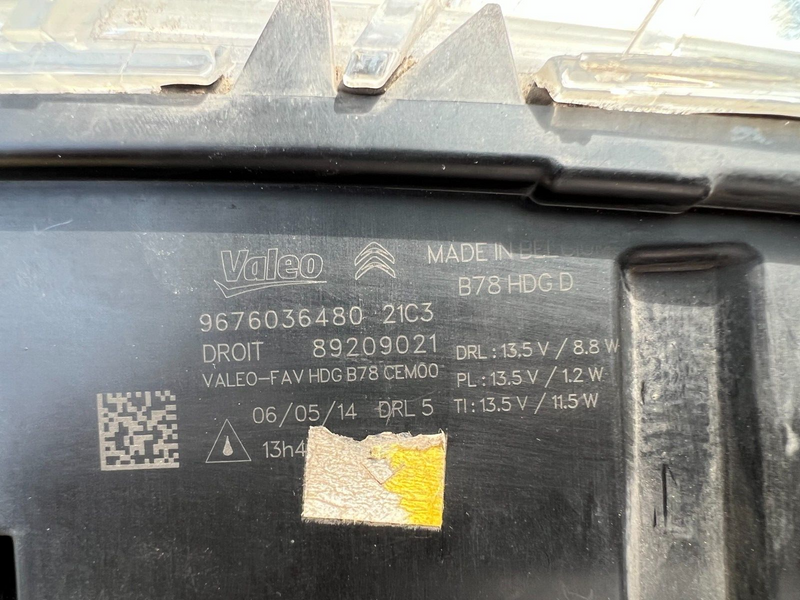 Valeo
MADE IN
B78 HDG D
9676036480 21C3
DROIT 89209021
DRL : 13.5 V / 8.8 W
VALEO-FAV HDG B78 CEM00
PL : 13.5 V / 1.2 W
06/05/14 DRL 5
TI : 13.5 V / 11.5 W